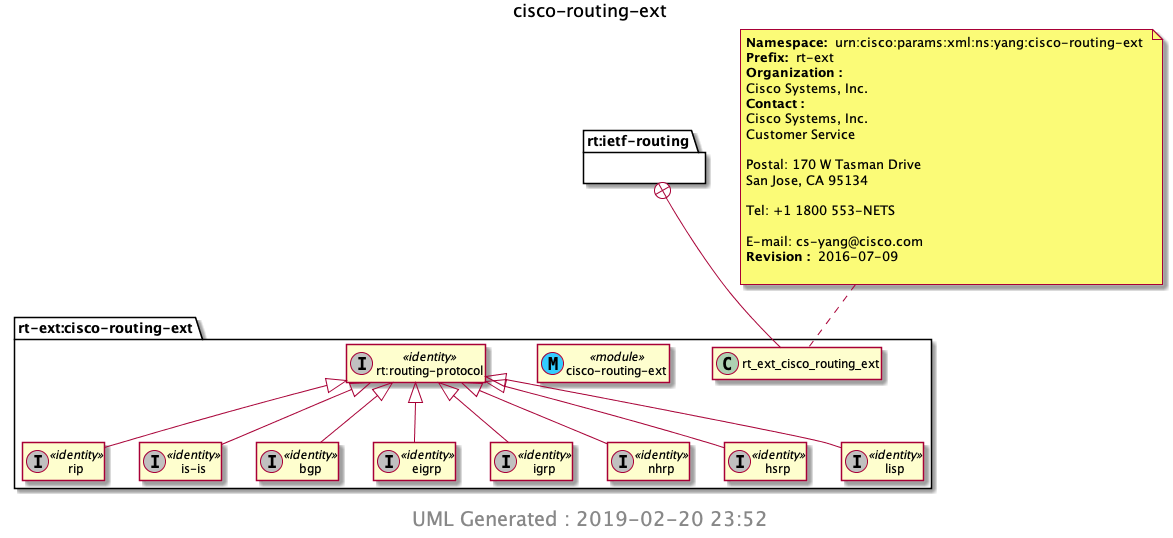 cisco-routing-ext
Namespace: urn:cisco:params:xml:ns:yang:cisco-routing-ext
Prefix: rt-ext
Organization :
Cisco Systems, Inc.
Contact :
Cisco Systems, Inc.
Customer Service
Postal: 170 W Tasman Drive
San Jose, CA 95134
Tel: +1 1800 553-NETS
E-mail: cs-yang@cisco.com
Revision : 2016-07-09
rt:ietf-routing
rt-ext:cisco-routing-ext
I «identity»
rt:routing-protocol
M «module»
cisco-routing-ext
C rt_ext_cisco_routing_ext
I «identity»
rip
I «identity»
is-is
I «identity»
bgp
I «identity»
eigrp
I «identity»
igrp
I «identity»
nhrp
I «identity»
hsrp
I «identity»
lisp
UML Generated : 2019-02-20 23:52